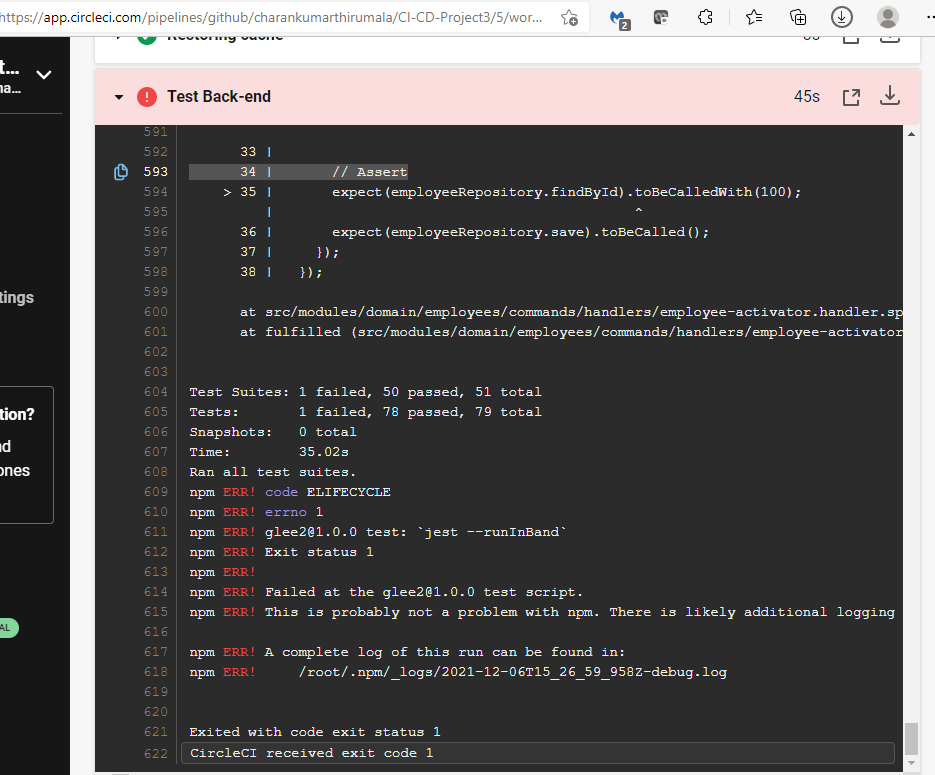 https://app.circleci.com/pipelines/github/charankumarthirumala/CI-CD-Project3/5/wor...
2
Restoring cache
t...
na...
Test Back-end
45s
591
592 33 |
593 34 | // Assert
594 > 35 | expect(employeeRepository.findById).toBeCalledWith(100);
595 | ^
596 36 | expect(employeeRepository.save).toBeCalled();
597 37 | });
598 38 | });
599
600 at src/modules/domain/employees/commands/handlers/employee-activator.handler.sp
601 at fulfilled (src/modules/domain/employees/commands/handlers/employee-activator
602
603
604 Test Suites: 1 failed, 50 passed, 51 total
605 Tests: 1 failed, 78 passed, 79 total
606 Snapshots: 0 total
607 Time: 35.02s
608 Ran all test suites.
609 npm ERR! code ELIFECYCLE
610 npm ERR! errno 1
611 npm ERR! glee2@1.0.0 test: `jest --runInBand`
612 npm ERR! Exit status 1
613 npm ERR!
614 npm ERR! Failed at the glee2@1.0.0 test script.
615 npm ERR! This is probably not a problem with npm. There is likely additional logging
616
617 npm ERR! A complete log of this run can be found in:
618 npm ERR! /root/.npm/_logs/2021-12-06T15_26_59_958Z-debug.log
619
620
621 Exited with code exit status 1
622 CircleCI received exit code 1
tings
tion?
nd
ones
AL